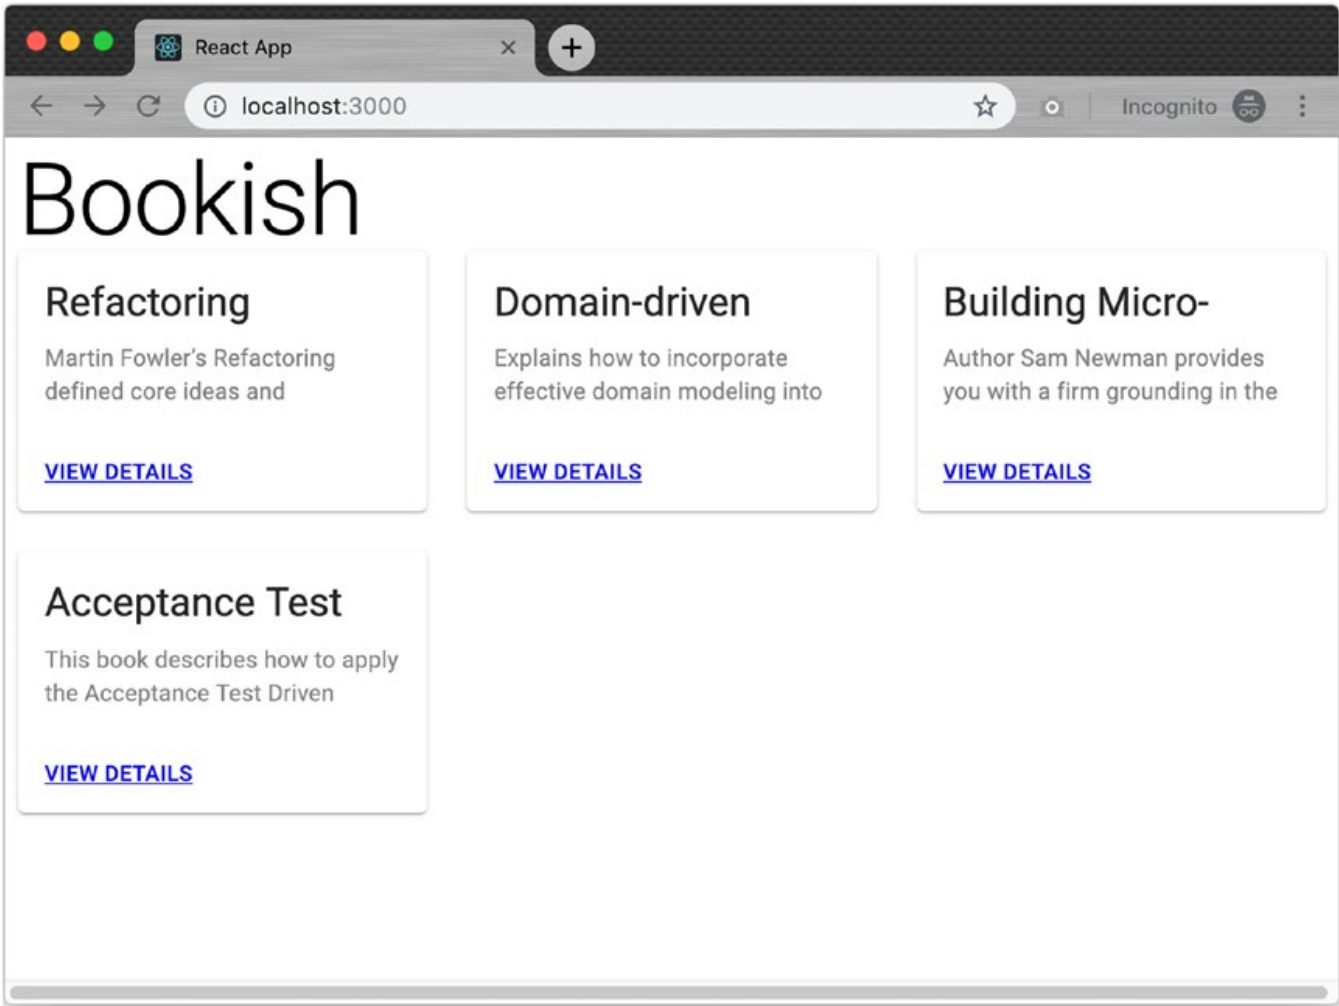 React App
localhost:3000
Incognito
Bookish
Refactoring
Martin Fowler’s Refactoring
defined core ideas and
VIEW DETAILS
Domain-driven
Explains how to incorporate
effective domain modeling into
VIEW DETAILS
Building Micro-
Author Sam Newman provides
you with a firm grounding in the
VIEW DETAILS
Acceptance Test
This book describes how to apply
the Acceptance Test Driven
VIEW DETAILS